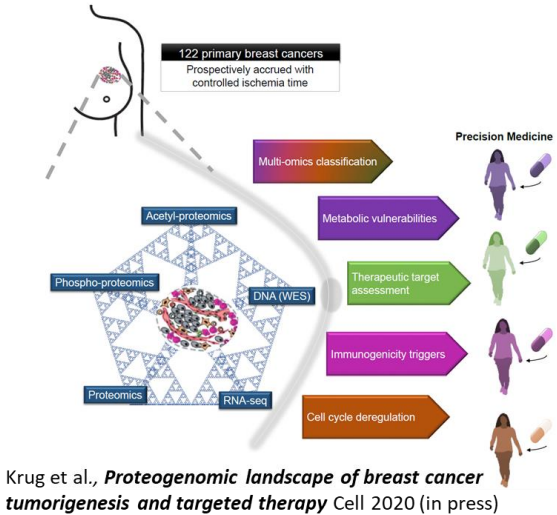 122 primary breast cancers
Prospectively accrued with
controlled ischemia time
Precision Medicine
Multi-omics classification
Metabolic vulnerabilities
Acetyl-proteomics
Phospho-proteomics
DNA (WES)
Therapeutic target
assessment
Immunogenicity triggers
Proteomics
RNA-seq
Cell cycle deregulation
Krug et al., Proteogenomic landscape of breast cancer
tumorigenesis and targeted therapy Cell 2020 (in press)